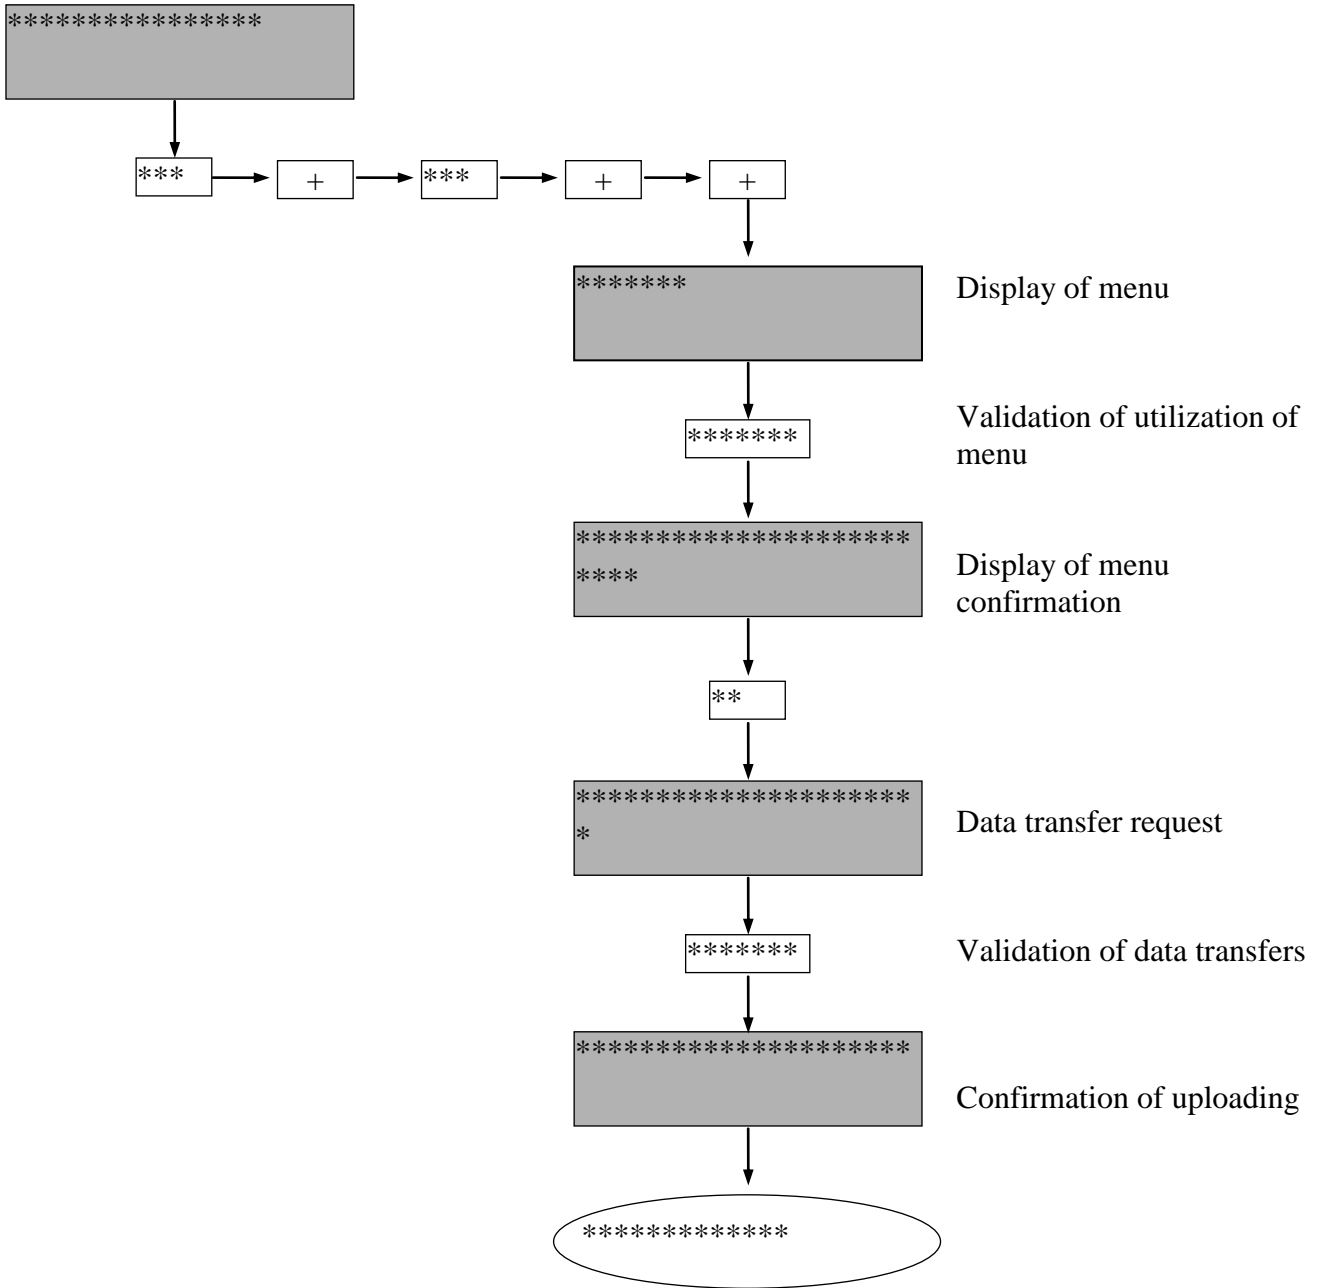 ****************
***
+
***
+
+
*******
Display of menu
*******
Validation of utilization of
menu
*********************
****
Display of menu
confirmation
**
*********************
*
Data transfer request
*******
Validation of data transfers
*********************
Confirmation of uploading
*************